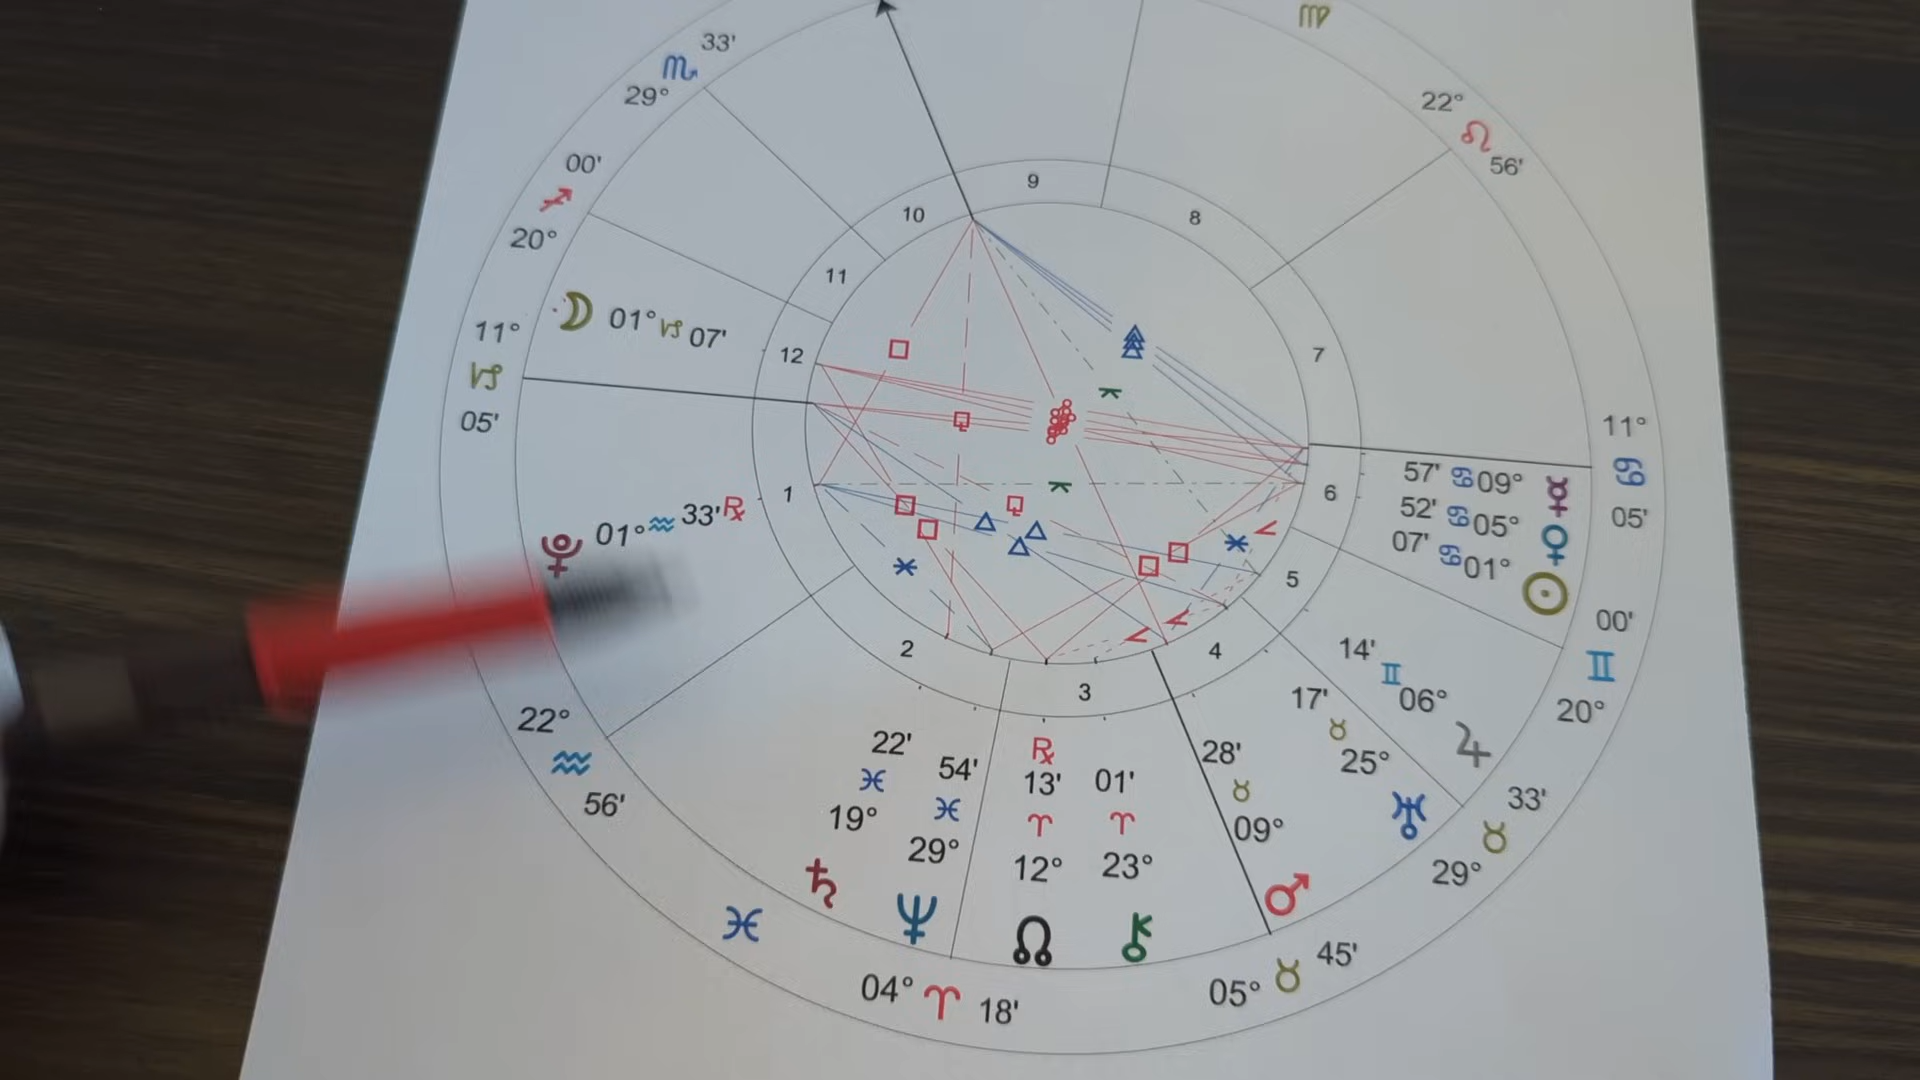 ♍
33'
♏
29°
22°
♌
56'
00'
♐
20°
9
10
8
11
☽ 01° ♑ 07'
11°
♑
05'
12
7
11°
♋
05'
57' ♋ 09° ☿
52' ♋ 05° ♀
07' ♋ 01° ☉
6
1
♇ 01° ♒ 33' ℞
5
00'
♊
20°
2
4
3
14' ♊ 06° ♃
17' ♉ 25° ♅
22°
♒
56'
22' ♓ 19° ♄
54' ♓ 29° ♆
℞ 13' ♈ 12° ☊
01' ♈ 23° ⚷
28' ♉ 09° ♂
33'
♉
29°
♓
04° ♈ 18'
05° ♉ 45'